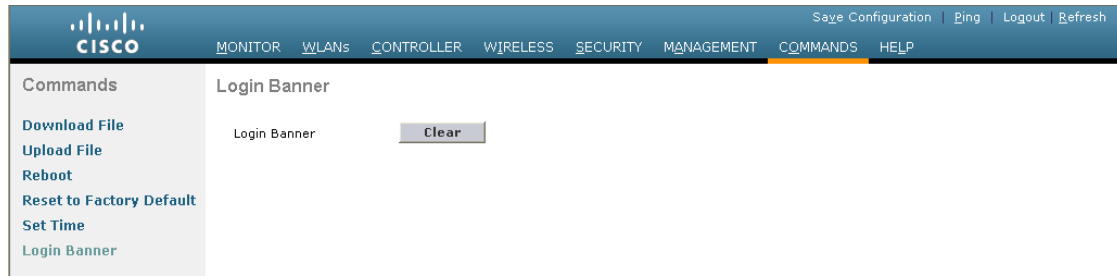 Save Configuration | Ping | Logout | Refresh
CISCO
MONITOR WLANs CONTROLLER WIRELESS SECURITY MANAGEMENT COMMANDS HELP
Commands
Login Banner
Download File
Upload File
Reboot
Reset to Factory Default
Set Time
Login Banner
Login Banner Clear